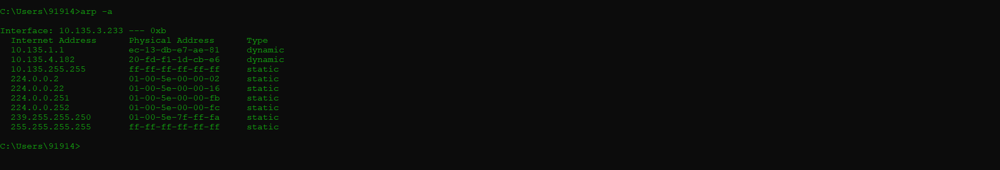 C:\Users\91914>arp -a
Interface: 10.135.3.233 --- 0xb
Internet Address Physical Address Type
10.135.1.1 ec-13-db-e7-ae-81 dynamic
10.135.4.182 20-fd-f1-1d-cb-e6 dynamic
10.135.255.255 ff-ff-ff-ff-ff-ff static
224.0.0.2 01-00-5e-00-00-02 static
224.0.0.22 01-00-5e-00-00-16 static
224.0.0.251 01-00-5e-00-00-fb static
224.0.0.252 01-00-5e-00-00-fc static
239.255.255.250 01-00-5e-7f-ff-fa static
255.255.255.255 ff-ff-ff-ff-ff-ff static
C:\Users\91914>